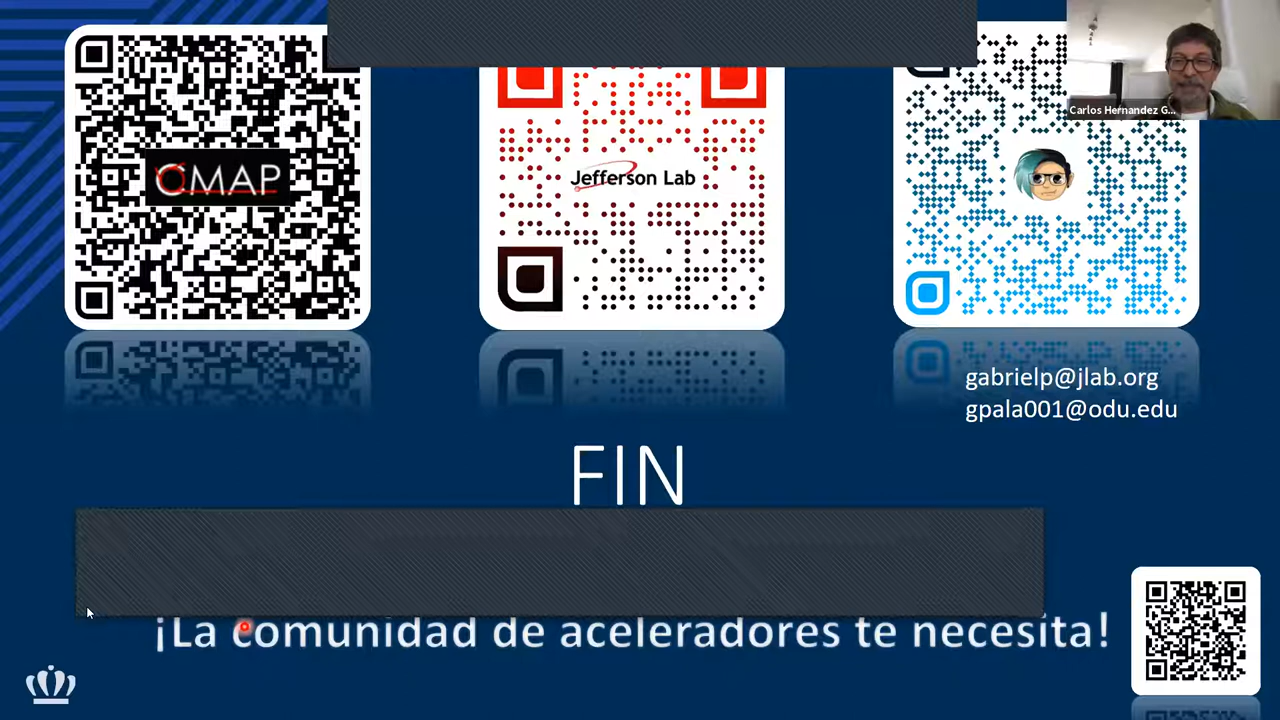 Carlos Hernandez G...
CMAP
Jefferson Lab
gabrielp@jlab.org
gpala001@odu.edu
FIN
¡La comunidad de aceleradores te necesita!